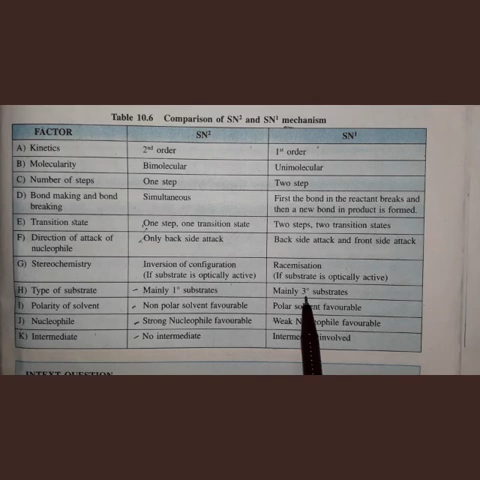 Table 10.6 Comparison of SN² and SN¹ mechanism
FACTOR SN² SN¹
A) Kinetics 2nd order 1st order
B) Molecularity Bimolecular Unimolecular
C) Number of steps One step Two step
D) Bond making and bond Simultaneous First the bond in the reactant breaks and
breaking then a new bond in product is formed.
E) Transition state One step, one transition state Two steps, two transition states
F) Direction of attack of Only back side attack Back side attack and front side attack
nucleophile
G) Stereochemistry Inversion of configuration Racemisation
(If substrate is optically active) (If substrate is optically active)
H) Type of substrate Mainly 1° substrates Mainly 3° substrates
I) Polarity of solvent Non polar solvent favourable Polar favourable
J) Nucleophile Strong Nucleophile favourable Weak favourable
K) Intermediate No intermediate involved
INTEXT QUESTION